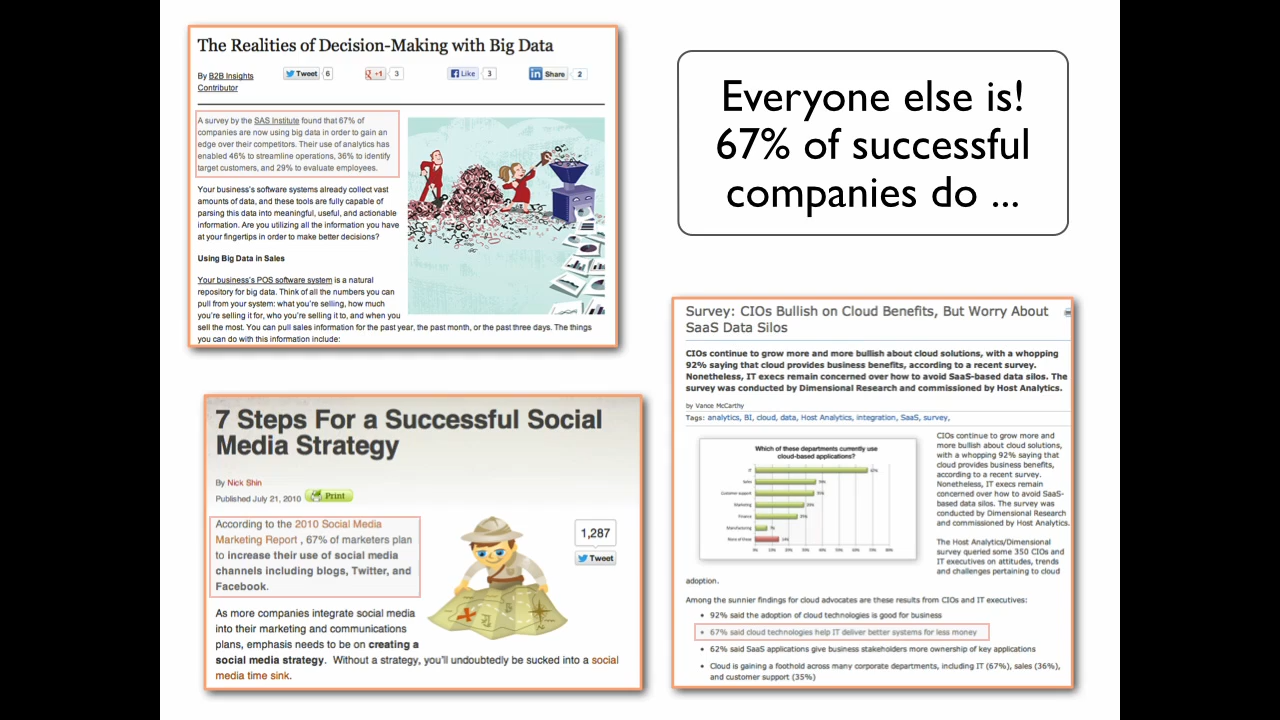 The Realities of Decision-Making with Big Data
By B2B Insights
Contributor
Tweet 6
+1 3
Like 3
Share 2
A survey by the SAS Institute found that 67% of
companies are now using big data in order to gain an
edge over their competitors. Their use of analytics has
enabled 46% to streamline operations, 36% to identify
target customers, and 29% to evaluate employees.
Your business's software systems already collect vast
amounts of data, and these tools are fully capable of
parsing this data into meaningful, useful, and actionable
information. Are you utilizing all the information you have
at your fingertips in order to make better decisions?
Using Big Data in Sales
Your business's POS software system is a natural
repository for big data. Think of all the numbers you can
pull from your system: what you're selling, how much
you're selling it for, who you're selling it to, and when you
sell the most. You can pull sales information for the past year, the past month, or the past three days. The things
you can do with this information include:
Everyone else is!
67% of successful
companies do ...
7 Steps For a Successful Social
Media Strategy
By Nick Shin
Published July 21, 2010 Print
According to the 2010 Social Media
Marketing Report , 67% of marketers plan
to increase their use of social media
channels including blogs, Twitter, and
Facebook.
1,287
Tweet
As more companies integrate social media
into their marketing and communications
plans, emphasis needs to be on creating a
social media strategy. Without a strategy, you'll undoubtedly be sucked into a social
media time sink.
Survey: CIOs Bullish on Cloud Benefits, But Worry About
SaaS Data Silos
CIOs continue to grow more and more bullish about cloud solutions, with a whopping
92% saying that cloud provides business benefits, according to a recent survey.
Nonetheless, IT execs remain concerned over how to avoid SaaS-based data silos. The
survey was conducted by Dimensional Research and commissioned by Host Analytics.
by Vance McCarthy
Tags: analytics, BI, cloud, data, Host Analytics, integration, SaaS, survey,
Which of these departments currently use
cloud-based applications?
IT
Sales
Customer support
Marketing
Finance
Manufacturing
None of these
CIOs continue to grow more and
more bullish about cloud solutions,
with a whopping 92% saying that
cloud provides business benefits,
according to a recent survey.
Nonetheless, IT execs remain
concerned over how to avoid SaaS-
based data silos. The survey was
conducted by Dimensional Research
and commissioned by Host Analytics.
The Host Analytics/Dimensional
survey queried some 350 CIOs and
IT executives on attitudes, trends
and challenges pertaining to cloud
adoption.
Among the sunnier findings for cloud advocates are these results from CIOs and IT executives:
• 92% said the adoption of cloud technologies is good for business
• 67% said cloud technologies help IT deliver better systems for less money
• 62% said SaaS applications give business stakeholders more ownership of key applications
• Cloud is gaining a foothold across many corporate departments, including IT (67%), sales (36%),
and customer support (35%)